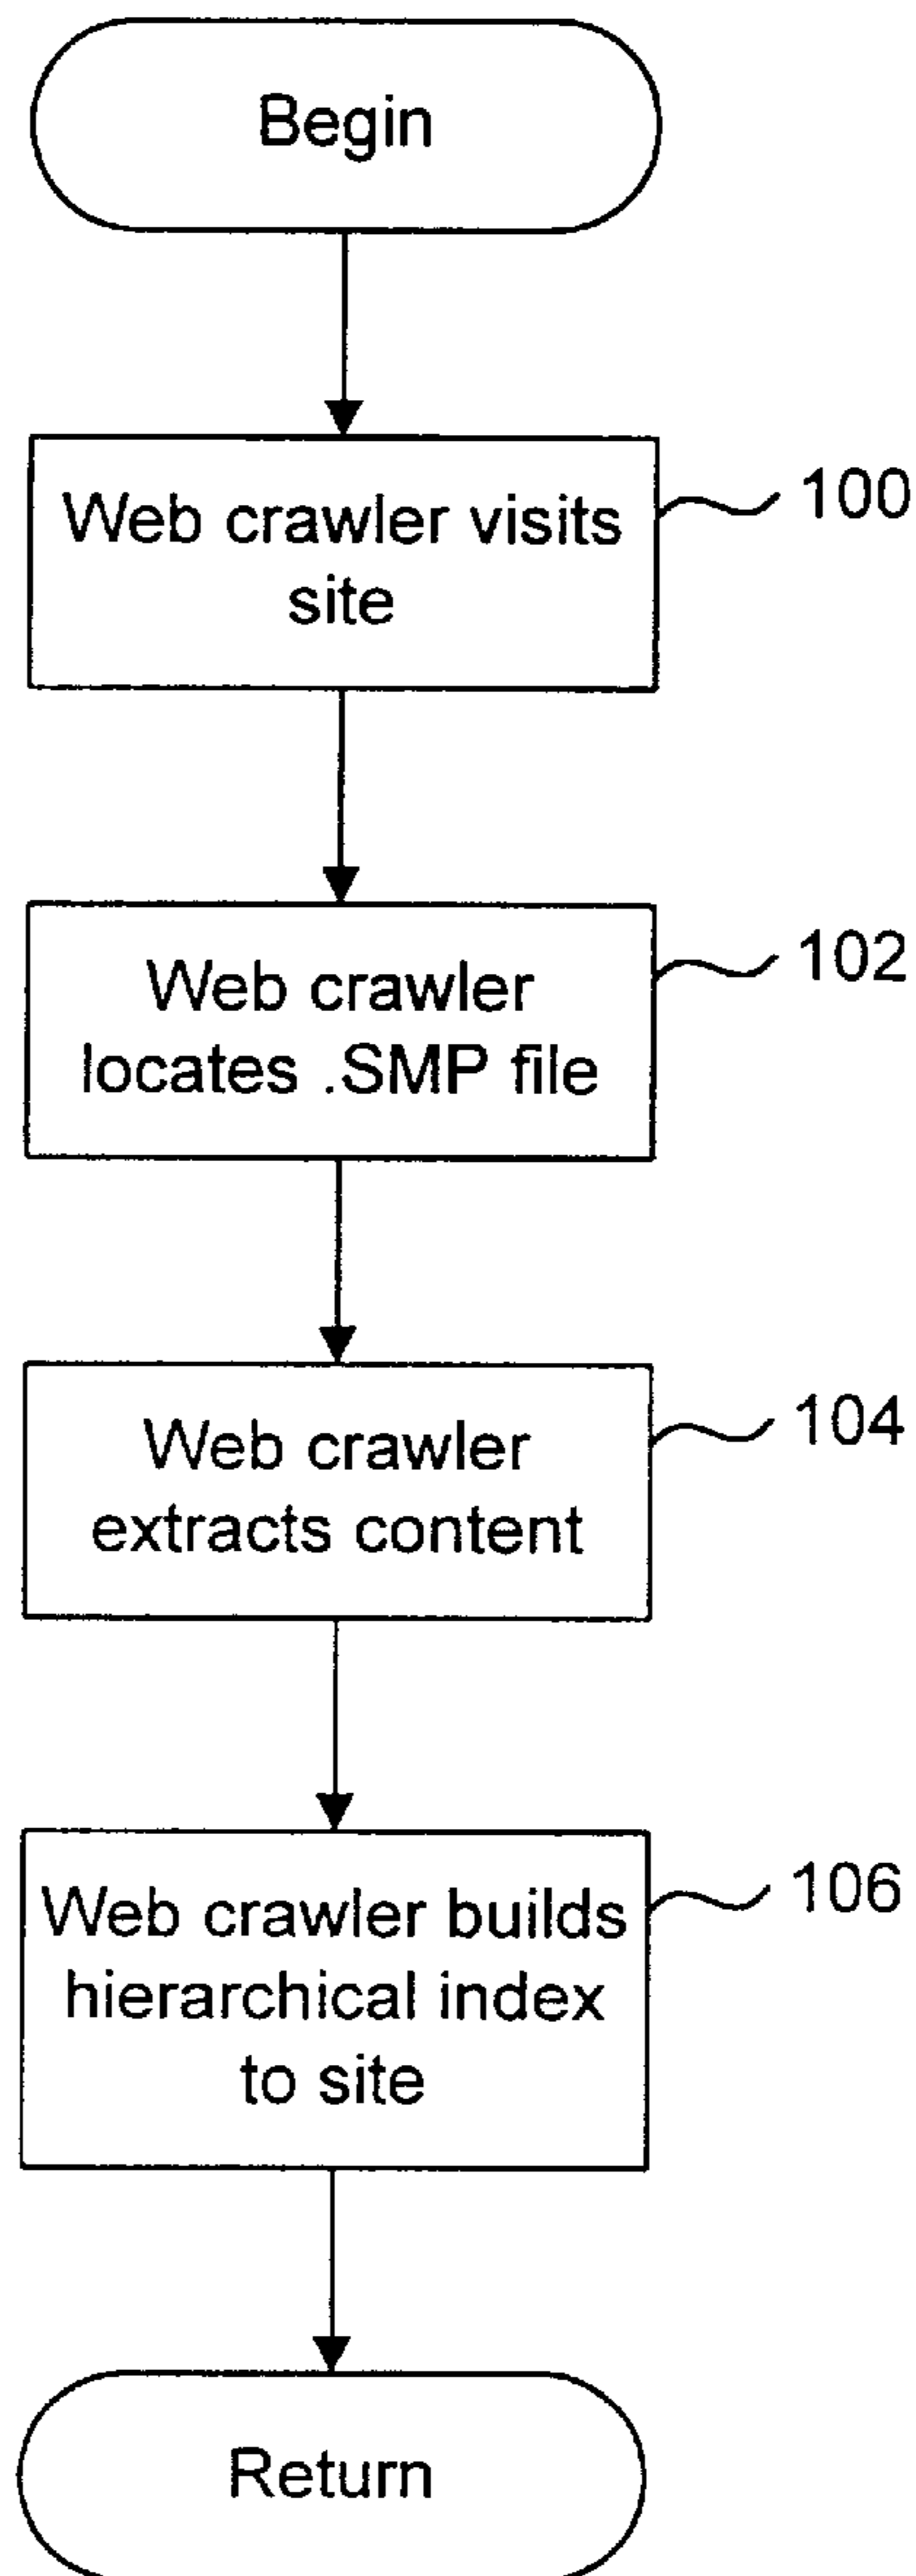 Begin
Web crawler visits
site
100
Web crawler
locates .SMP file
102
Web crawler
extracts content
104
Web crawler builds
hierarchical index
to site
106
Return